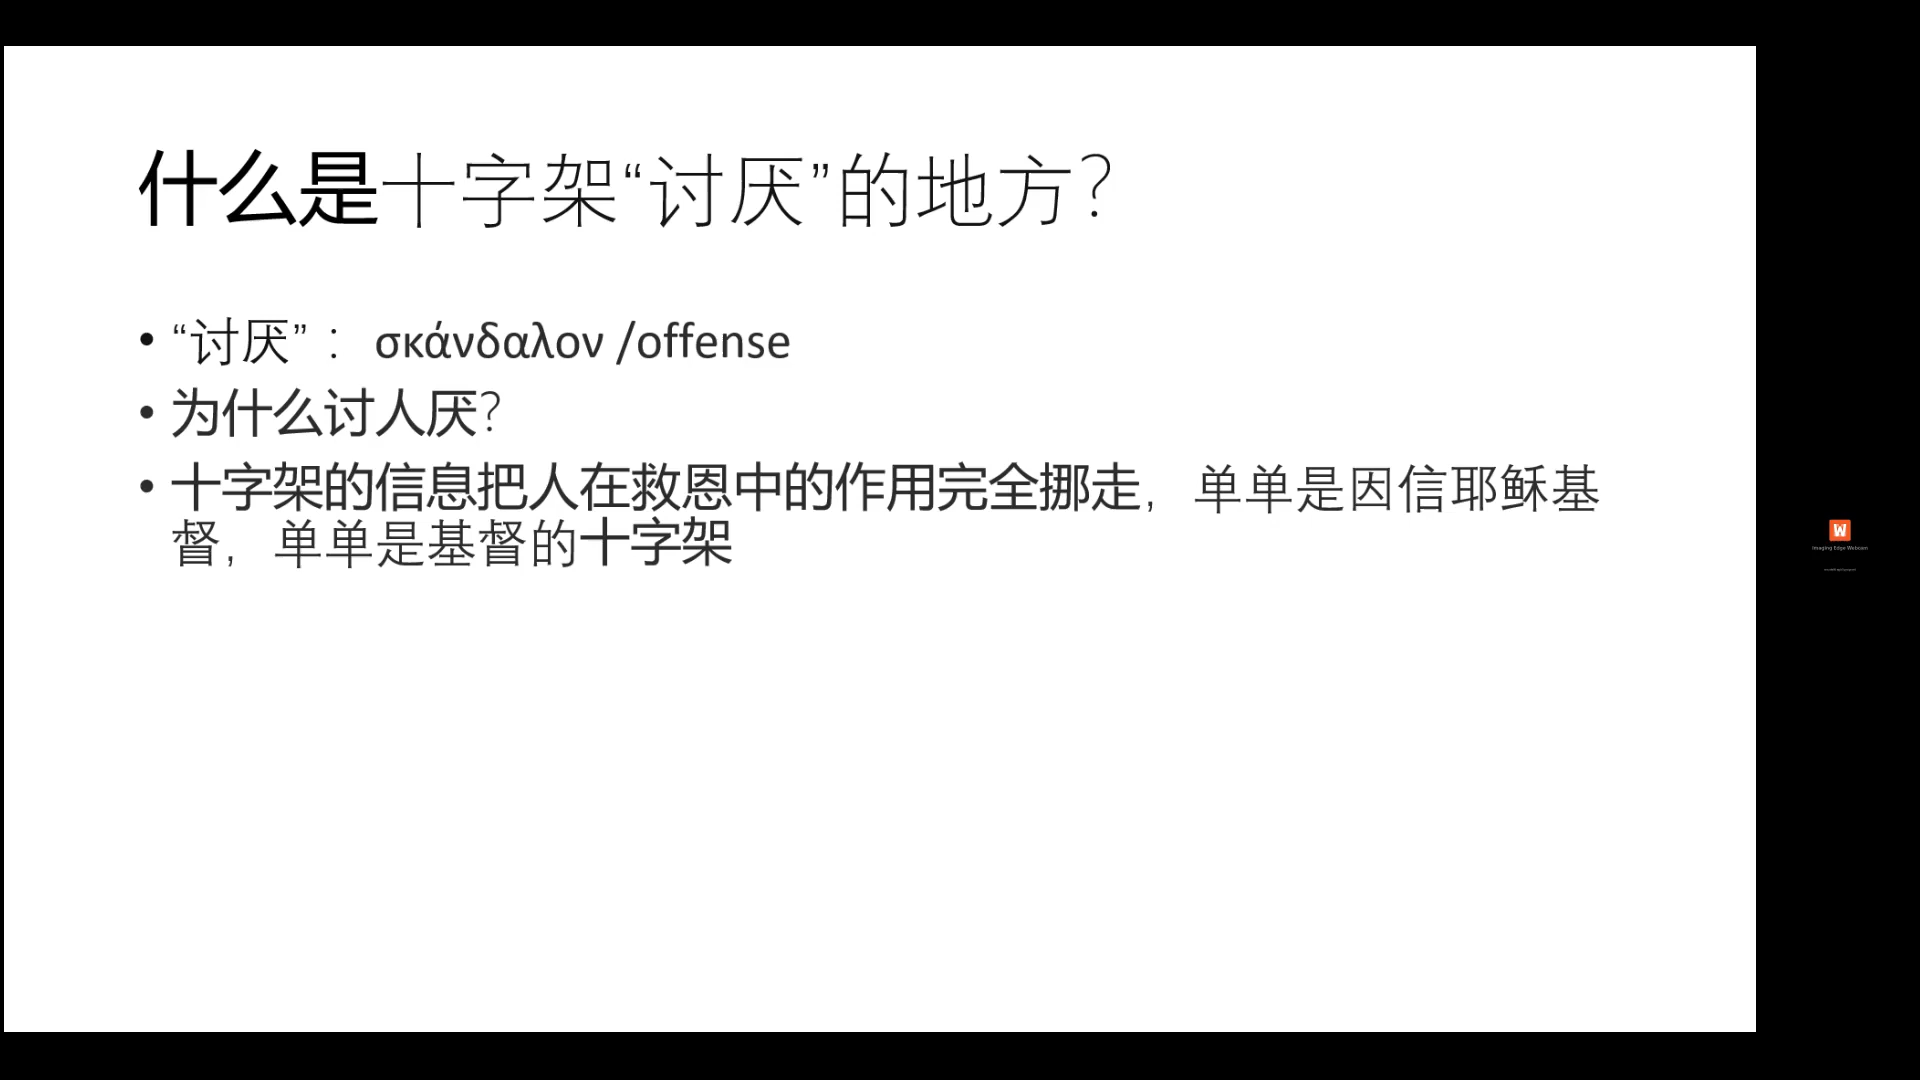 什么是十字架“讨厌”的地方?
• “讨厌”： σκάνδαλον /offense
• 为什么讨人厌?
• 十字架的信息把人在救恩中的作用完全挪走，单单是因信耶稣基
督，单单是基督的十字架
Imaging Edge Webcam